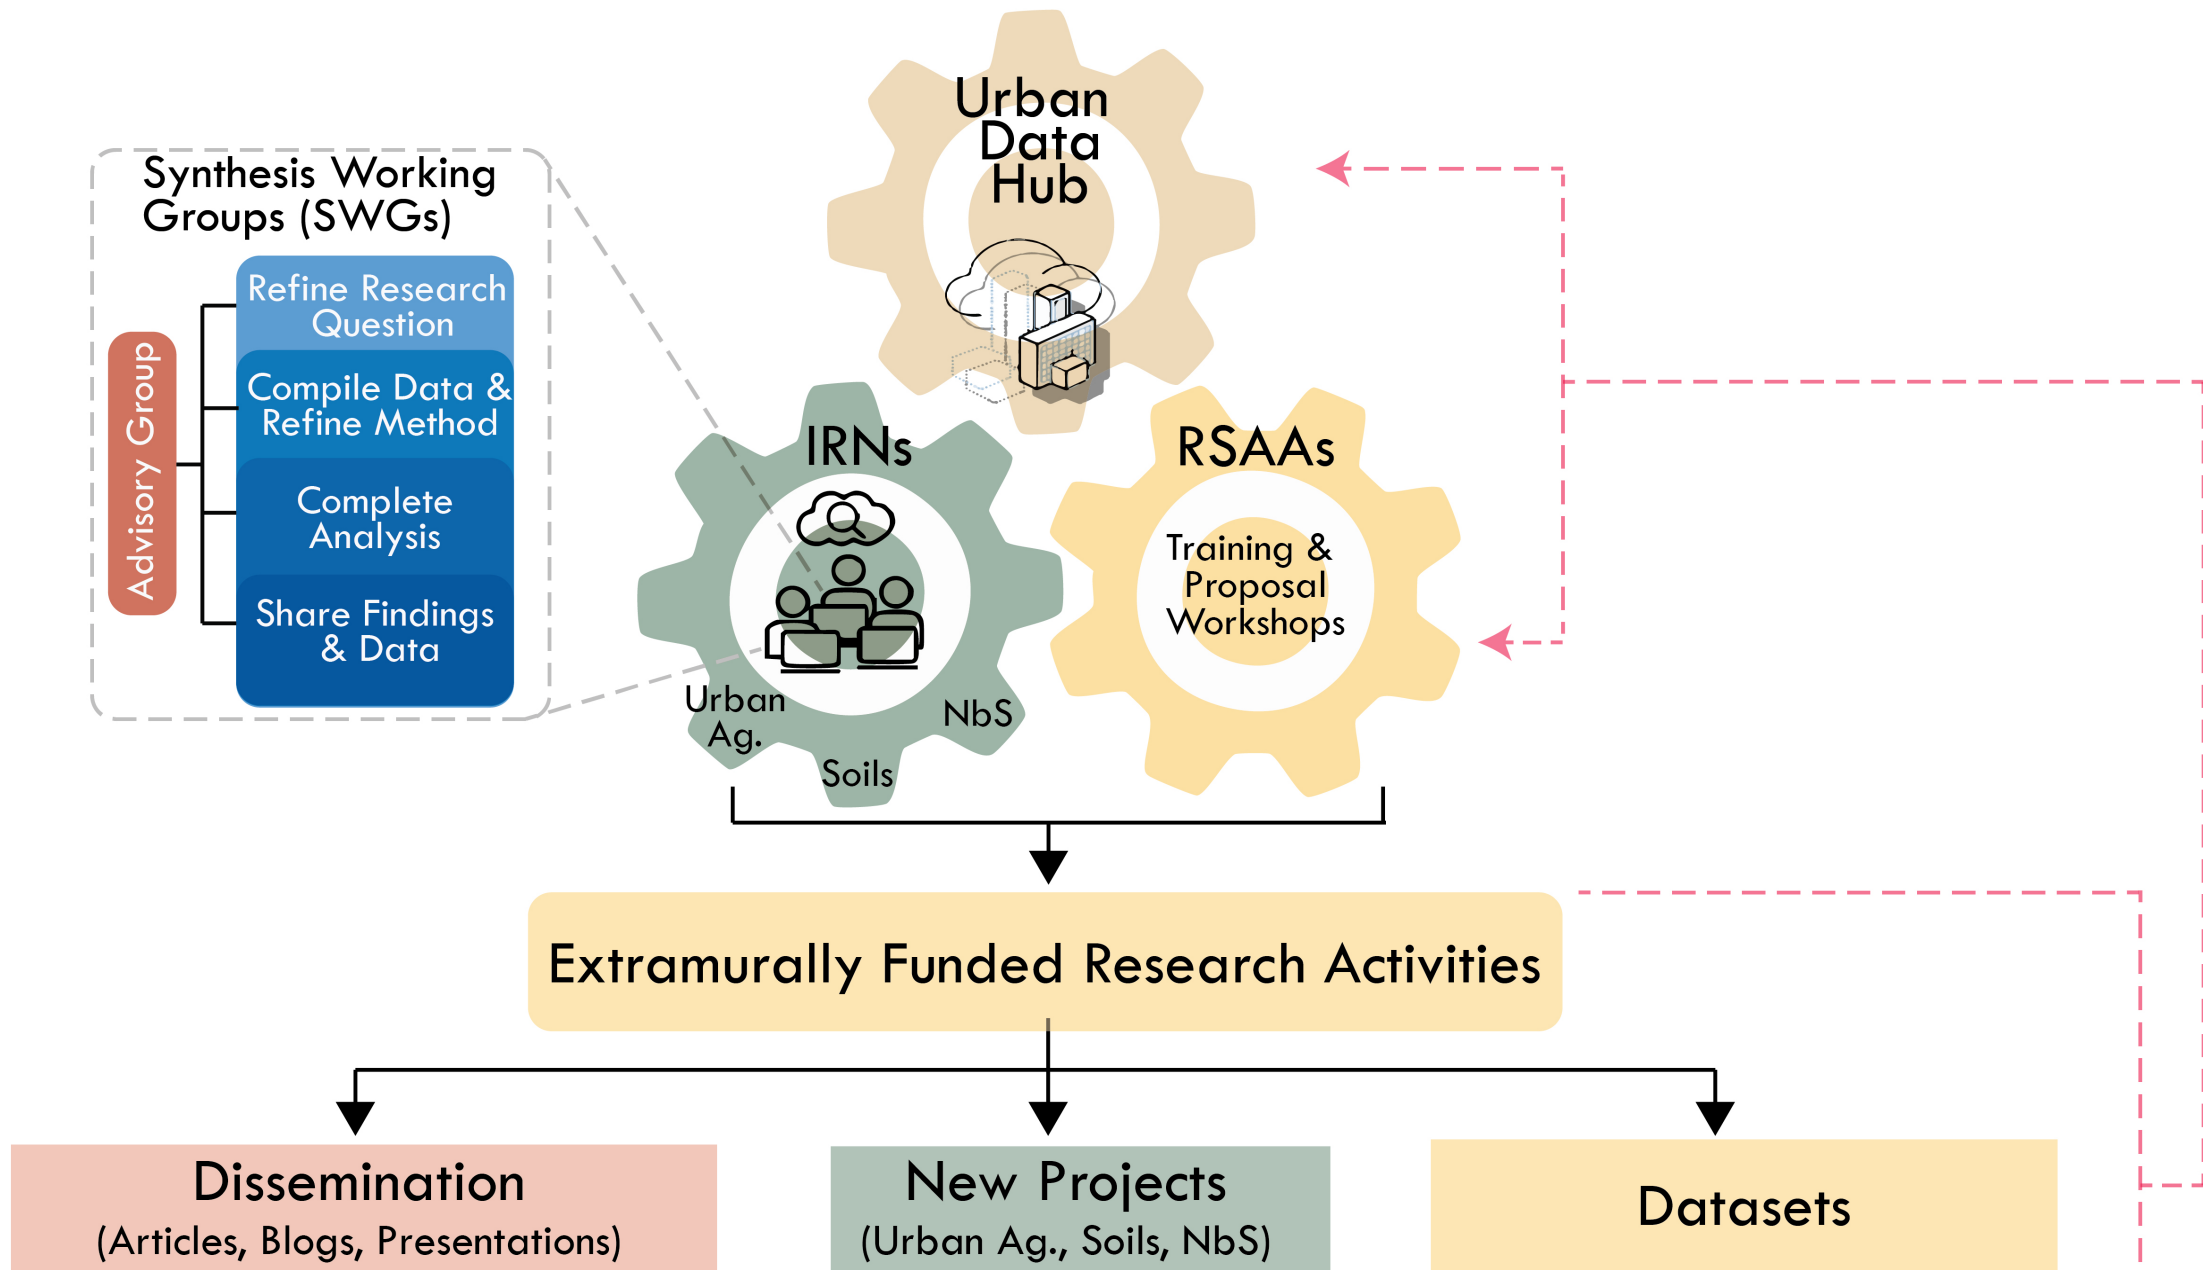 Urban
Data
Hub
Synthesis Working
Groups (SWGs)
Advisory Group
Refine Research
Question
Compile Data &
Refine Method
Complete
Analysis
Share Findings
& Data
IRNs
Urban
Ag.
Soils
NbS
RSAAs
Training &
Proposal
Workshops
Extramurally Funded Research Activities
Dissemination
(Articles, Blogs, Presentations)
New Projects
(Urban Ag., Soils, NbS)
Datasets